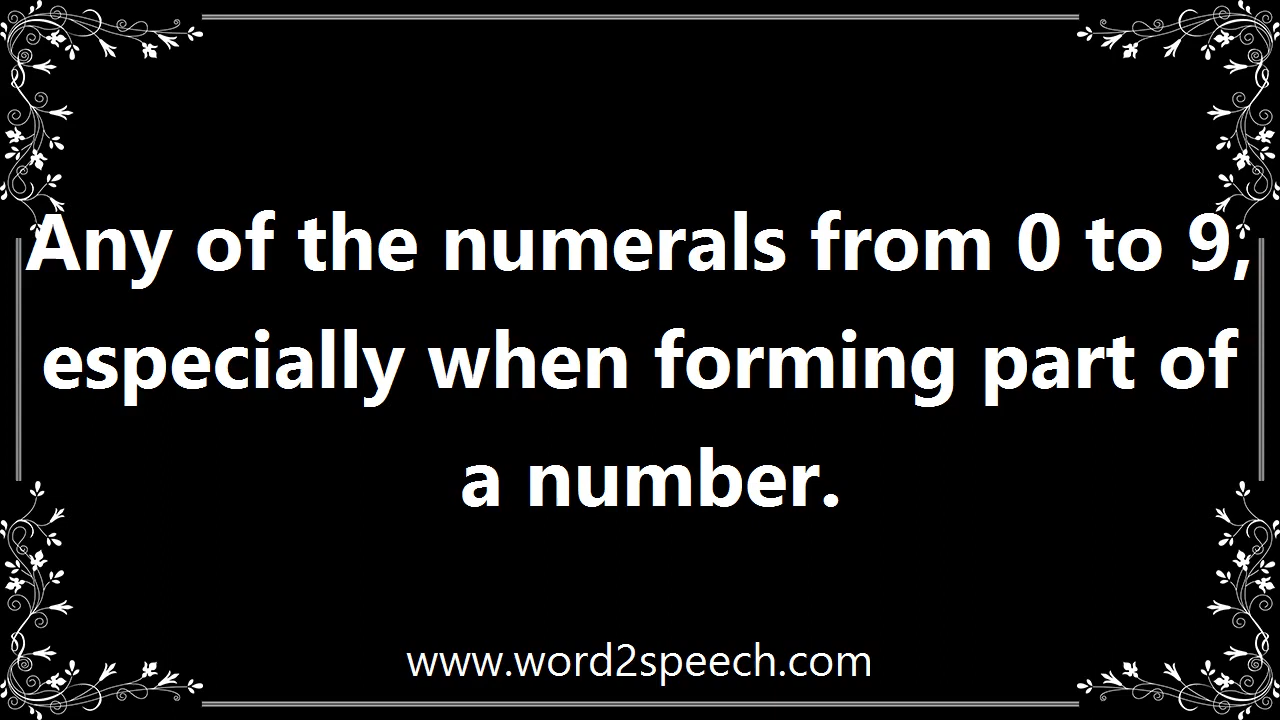 Any of the numerals from 0 to 9,
especially when forming part of
a number.
www.word2speech.com